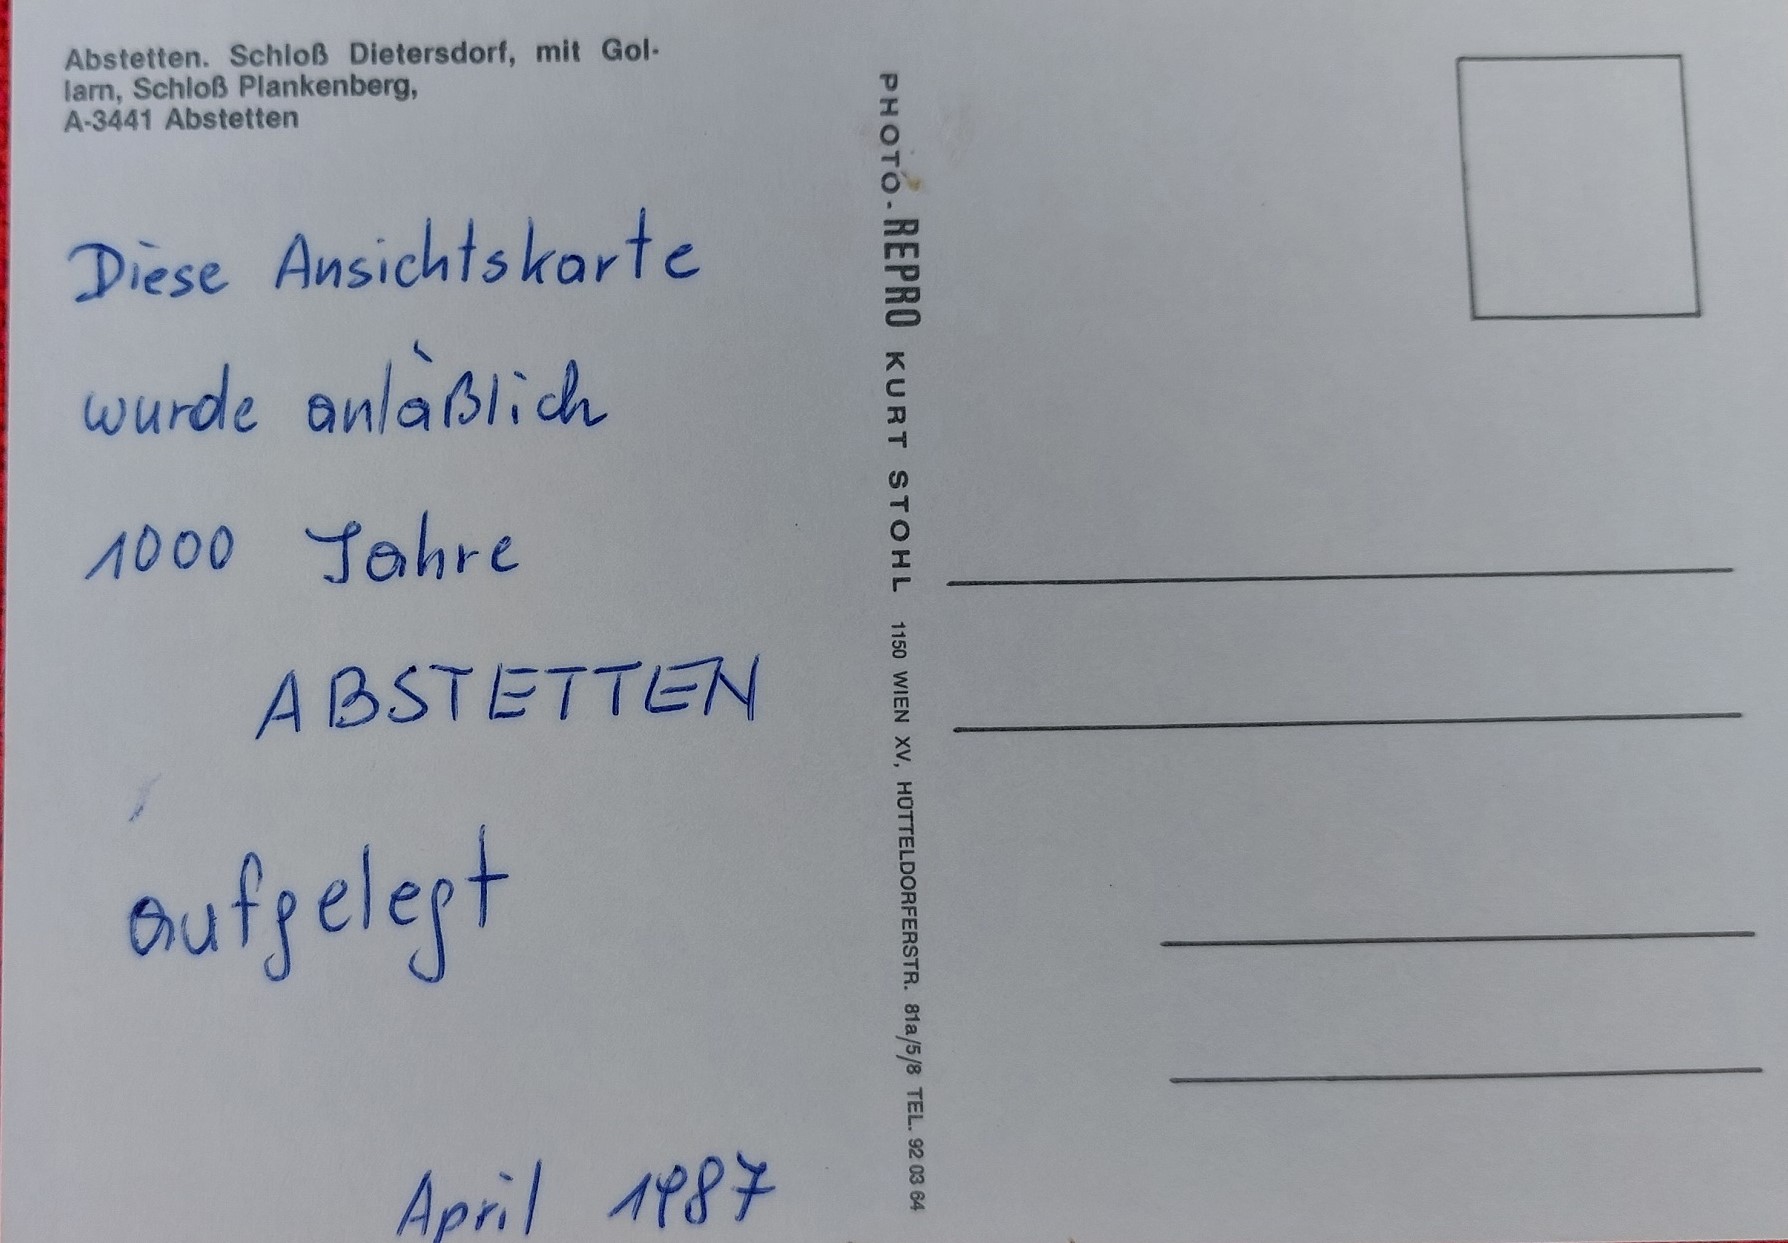 Abstetten. Schloß Dietersdorf, mit Gol-
larn, Schloß Plankenberg,
A-3441 Abstetten
Diese Ansichtskarte
wurde anläßlich
1000 Jahre
ABSTETTEN
aufgelegt
April 1987
PHOTO-REPRO KURT STOHL 1150 WIEN XV, HÜTTELDORFERSTR. 81a/5/8 TEL. 92 03 64